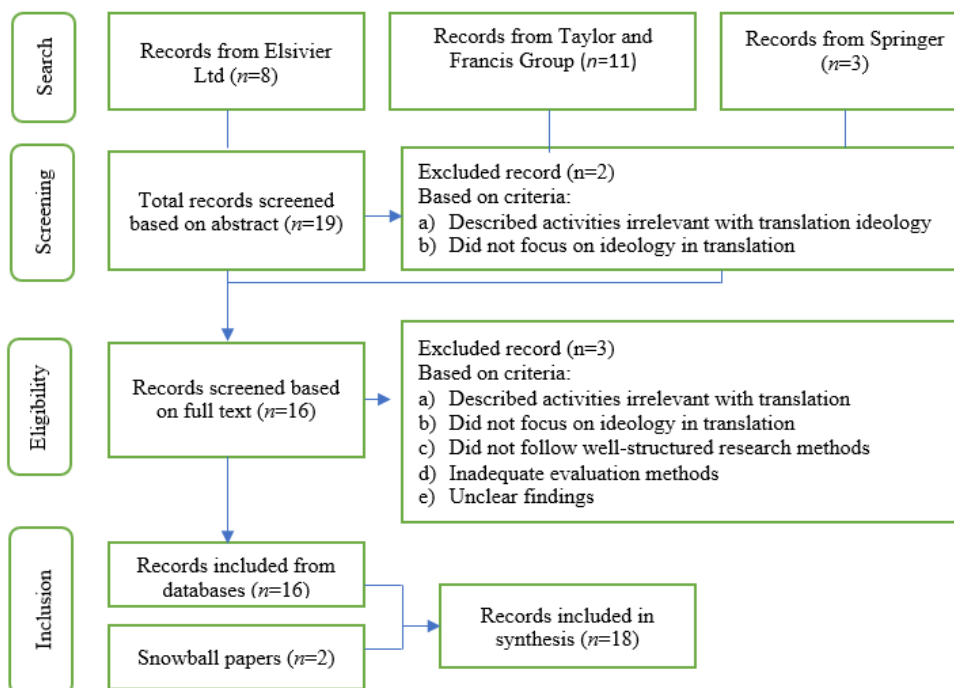 Search
Records from Elsivier
Ltd (n=8)
Records from Taylor and
Francis Group (n=11)
Records from Springer
(n=3)
Screening
Total records screened
based on abstract (n=19)
Excluded record (n=2)
Based on criteria:
a) Described activities irrelevant with translation ideology
b) Did not focus on ideology in translation
Eligibility
Records screened based
on full text (n=16)
Excluded record (n=3)
Based on criteria:
a) Described activities irrelevant with translation
b) Did not focus on ideology in translation
c) Did not follow well-structured research methods
d) Inadequate evaluation methods
e) Unclear findings
Inclusion
Records included from
databases (n=16)
Snowball papers (n=2)
Records included in
synthesis (n=18)